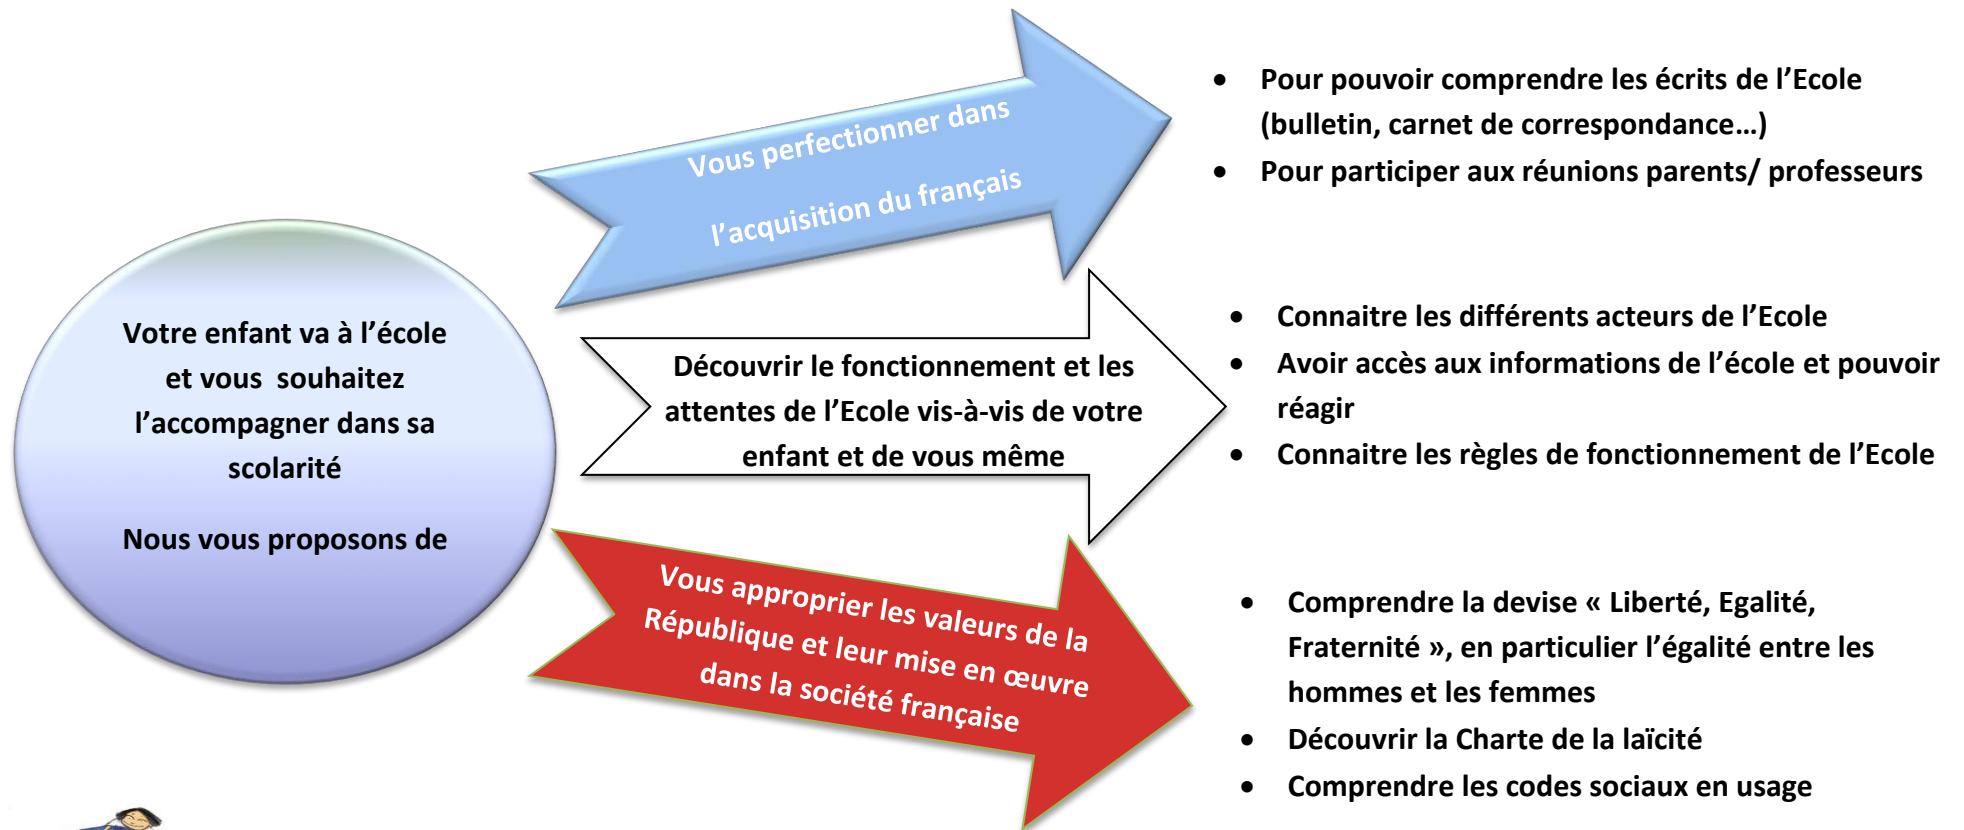 Votre enfant va à l’école
et vous souhaitez
l’accompagner dans sa
scolarité
Nous vous proposons de
Vous perfectionner dans
l’acquisition du français
• Pour pouvoir comprendre les écrits de l’Ecole
(bulletin, carnet de correspondance…)
• Pour participer aux réunions parents/ professeurs
Découvrir le fonctionnement et les
attentes de l’Ecole vis-à-vis de votre
enfant et de vous même
• Connaitre les différents acteurs de l’Ecole
• Avoir accès aux informations de l’école et pouvoir
réagir
• Connaitre les règles de fonctionnement de l’Ecole
Vous approprier les valeurs de la
République et leur mise en œuvre
dans la société française
• Comprendre la devise « Liberté, Egalité,
Fraternité », en particulier l’égalité entre les
hommes et les femmes
• Découvrir la Charte de la laïcité
• Comprendre les codes sociaux en usage